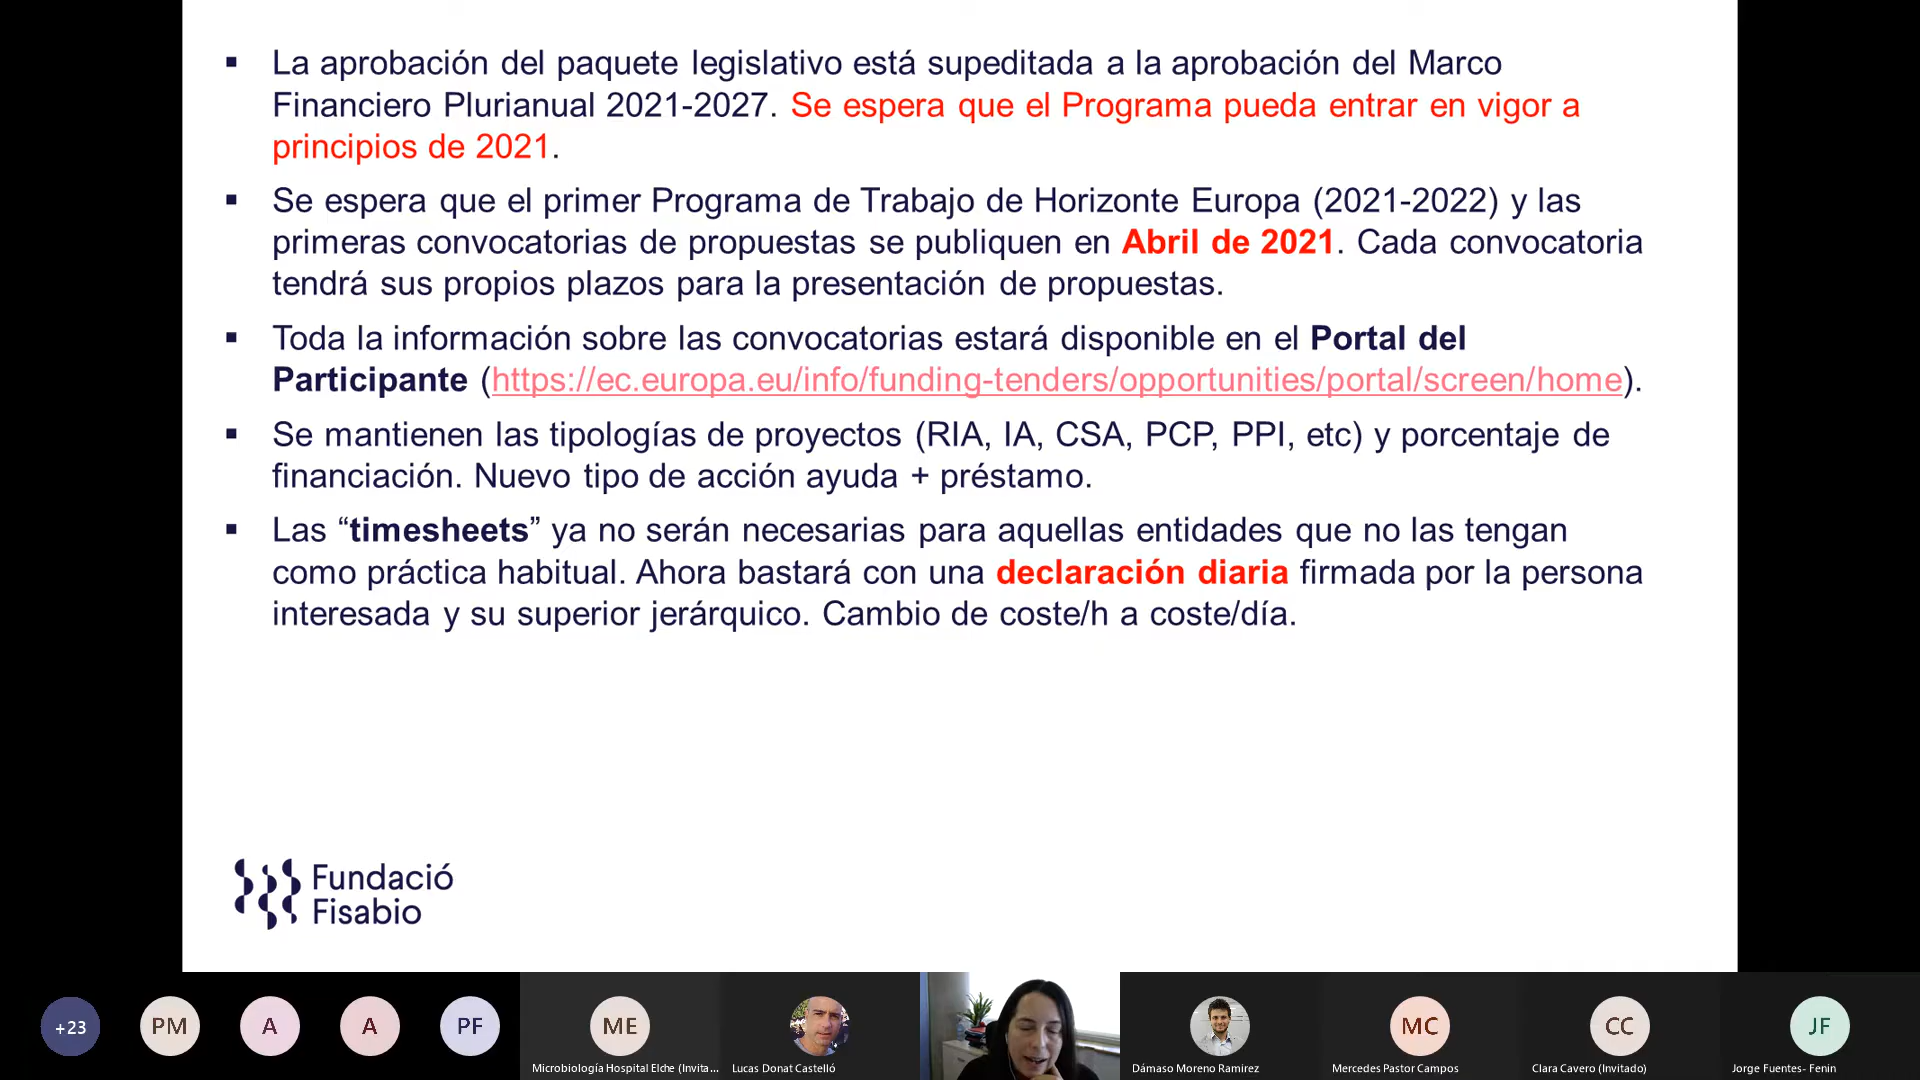 ▪ La aprobación del paquete legislativo está supeditada a la aprobación del Marco
Financiero Plurianual 2021-2027. Se espera que el Programa pueda entrar en vigor a
principios de 2021.
▪ Se espera que el primer Programa de Trabajo de Horizonte Europa (2021-2022) y las
primeras convocatorias de propuestas se publiquen en Abril de 2021. Cada convocatoria
tendrá sus propios plazos para la presentación de propuestas.
▪ Toda la información sobre las convocatorias estará disponible en el Portal del
Participante (https://ec.europa.eu/info/funding-tenders/opportunities/portal/screen/home).
▪ Se mantienen las tipologías de proyectos (RIA, IA, CSA, PCP, PPI, etc) y porcentaje de
financiación. Nuevo tipo de acción ayuda + préstamo.
▪ Las “timesheets” ya no serán necesarias para aquellas entidades que no las tengan
como práctica habitual. Ahora bastará con una declaración diaria firmada por la persona
interesada y su superior jerárquico. Cambio de coste/h a coste/día.
Fundació
Fisabio
+23
PM
A
A
PF
ME
MC
CC
JF
Microbiología Hospital Elche (Invita...
Lucas Donat Castelló
Dámaso Moreno Ramirez
Mercedes Pastor Campos
Clara Cavero (Invitado)
Jorge Fuentes- Fenin